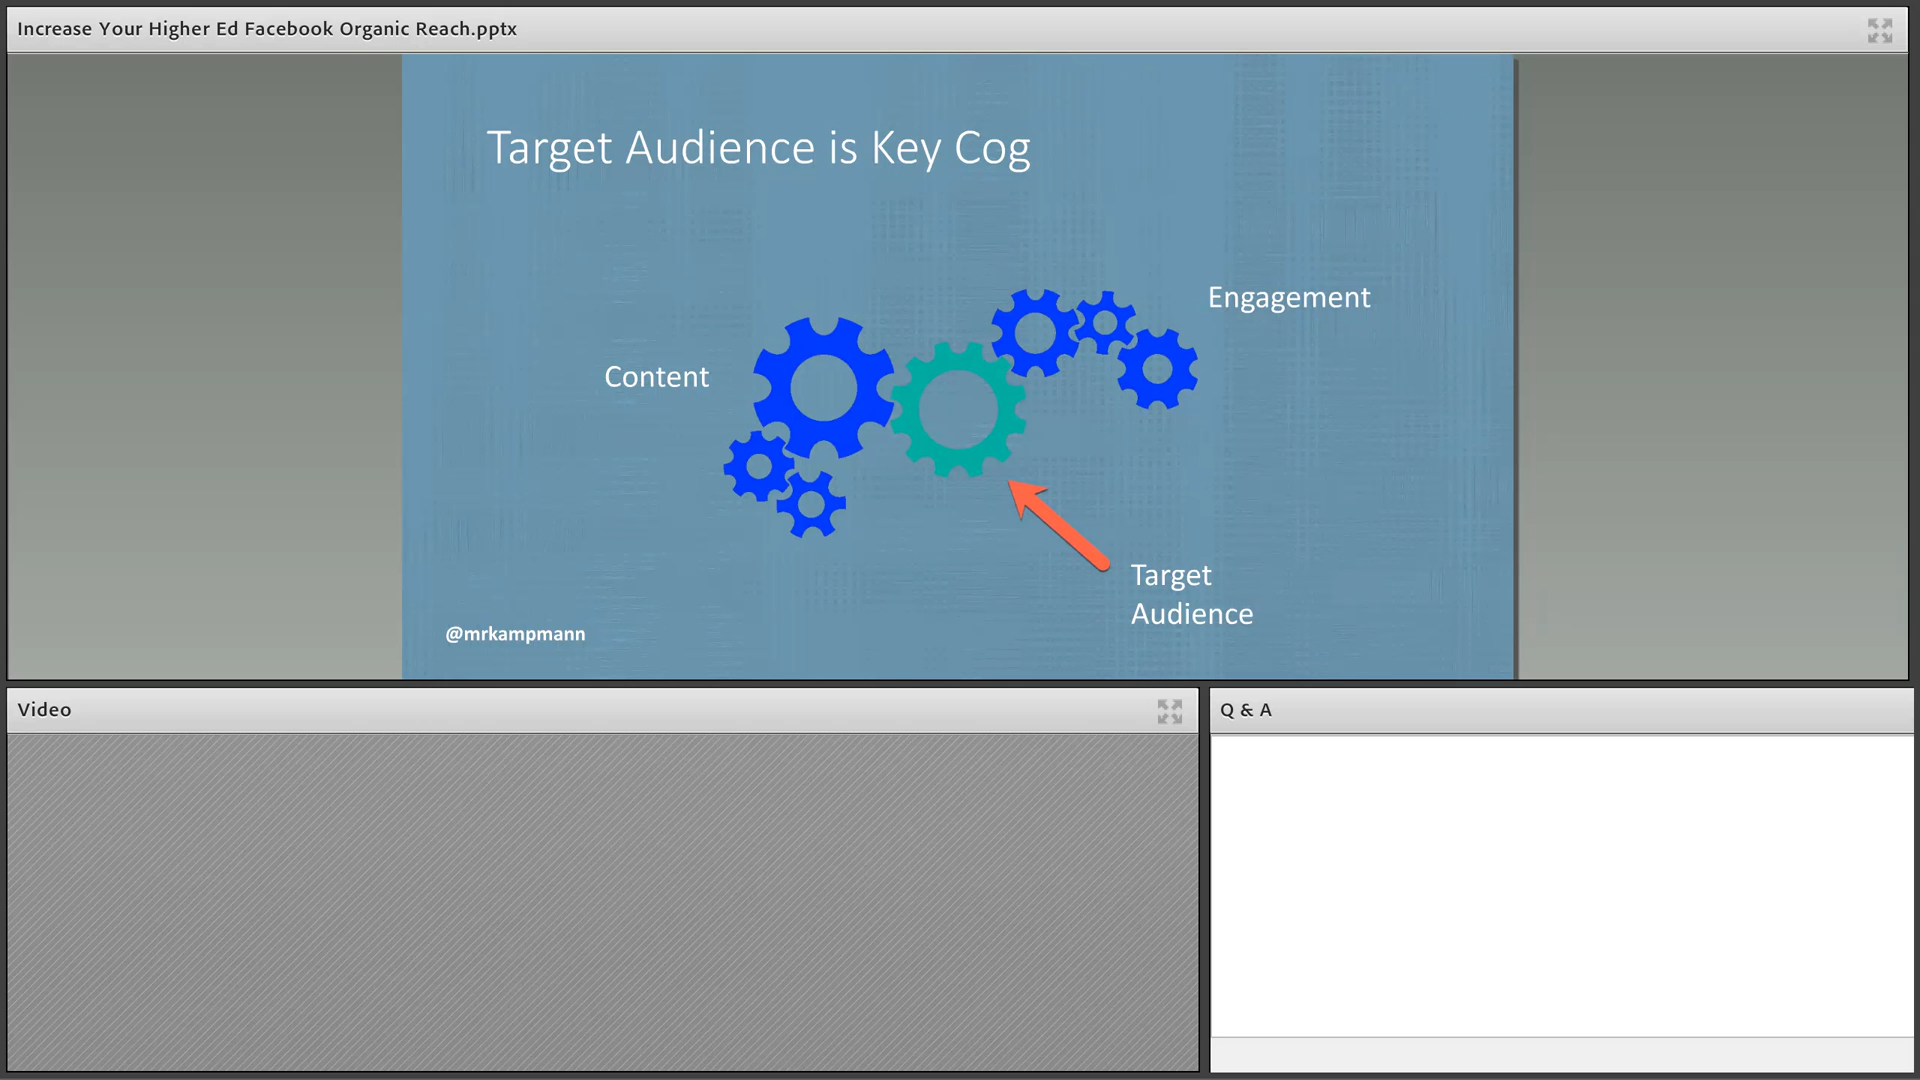 Increase Your Higher Ed Facebook Organic Reach.pptx
Target Audience is Key Cog
Engagement
Content
Target
Audience
@mrkampmann
Video
Q & A